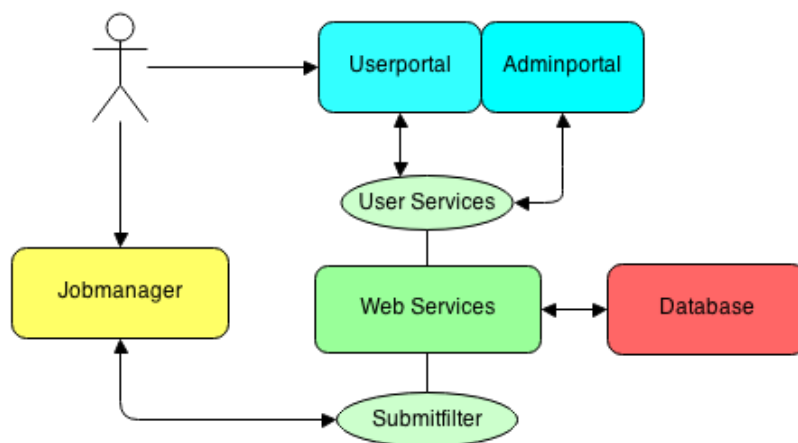 Userportal
Adminportal
User Services
Jobmanager
Web Services
Database
Submitfilter